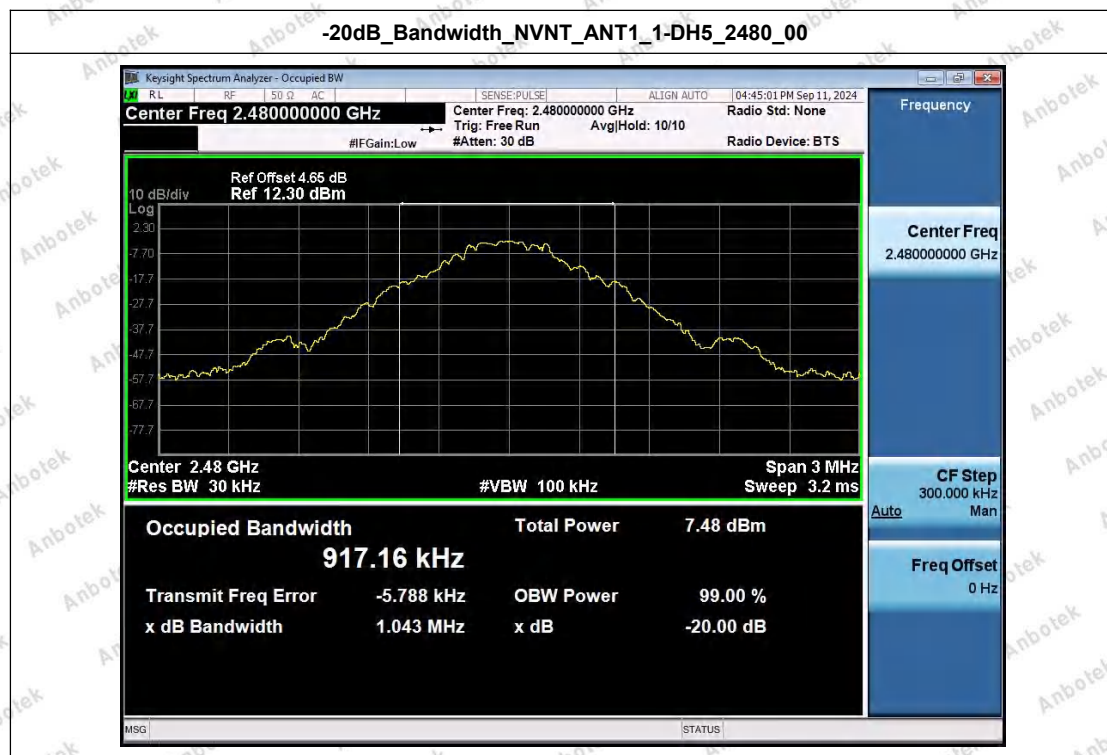 -20dB_Bandwidth_NVNT_ANT1_1-DH5_2480_00
Keysight Spectrum Analyzer - Occupied BW
LXI RL RF 50 Ω AC SENSE:PULSE ALIGN AUTO 04:45:01 PM Sep 11, 2024
Center Freq 2.480000000 GHz
Center Freq: 2.480000000 GHz
Radio Std: None
Trig: Free Run Avg|Hold: 10/10
#IFGain:Low
#Atten: 30 dB
Radio Device: BTS
Ref Offset 4.65 dB
10 dB/div Ref 12.30 dBm
Log
2.30
-7.70
-17.7
-27.7
-37.7
-47.7
-57.7
-67.7
-77.7
Center 2.48 GHz
Span 3 MHz
#Res BW 30 kHz
#VBW 100 kHz
Sweep 3.2 ms
Occupied Bandwidth
917.16 kHz
Total Power 7.48 dBm
Transmit Freq Error -5.788 kHz
OBW Power 99.00 %
x dB Bandwidth 1.043 MHz
x dB -20.00 dB
MSG
STATUS
Frequency
Center Freq
2.480000000 GHz
CF Step
300.000 kHz
Auto Man
Freq Offset
0 Hz
Anbotek